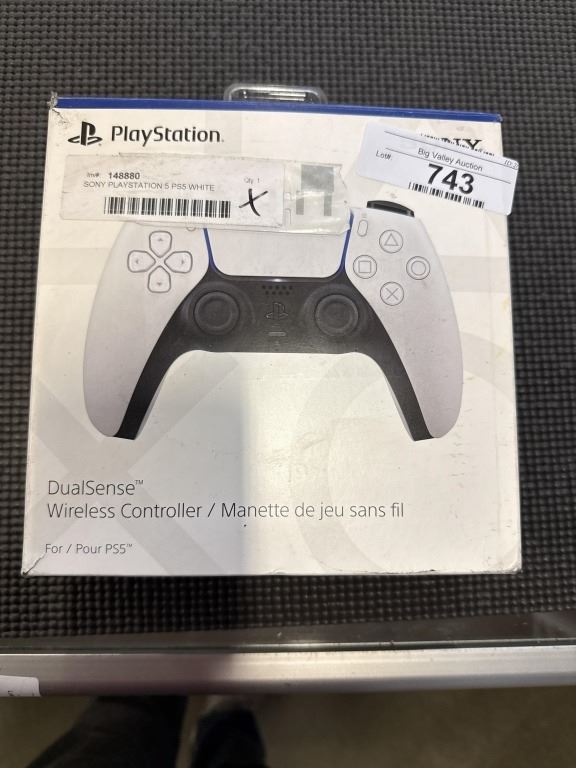 PlayStation
Inv#: 148880
Qty 1
SONY PLAYSTATION 5 PS5 WHITE
X
Lot#:
Big Valley Auction
743
DualSense™
Wireless Controller / Manette de jeu sans fil
For / Pour PS5™